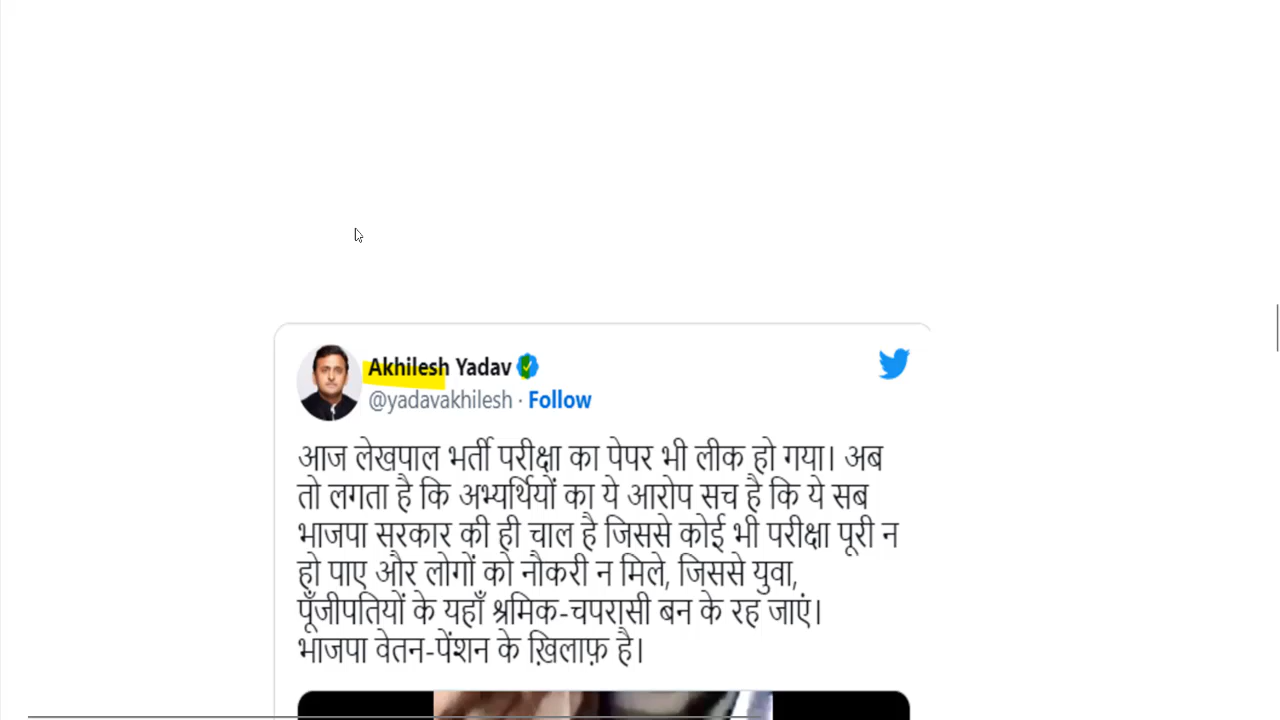 Akhilesh Yadav
@yadavakhilesh · Follow
आज लेखपाल भर्ती परीक्षा का पेपर भी लीक हो गया। अब
तो लगता है कि अभ्यर्थियों का ये आरोप सच है कि ये सब
भाजपा सरकार की ही चाल है जिससे कोई भी परीक्षा पूरी न
हो पाए और लोगों को नौकरी न मिले, जिससे युवा,
पूँजीपतियों के यहाँ श्रमिक-चपरासी बन के रह जाएं।
भाजपा वेतन-पेंशन के ख़िलाफ़ है।